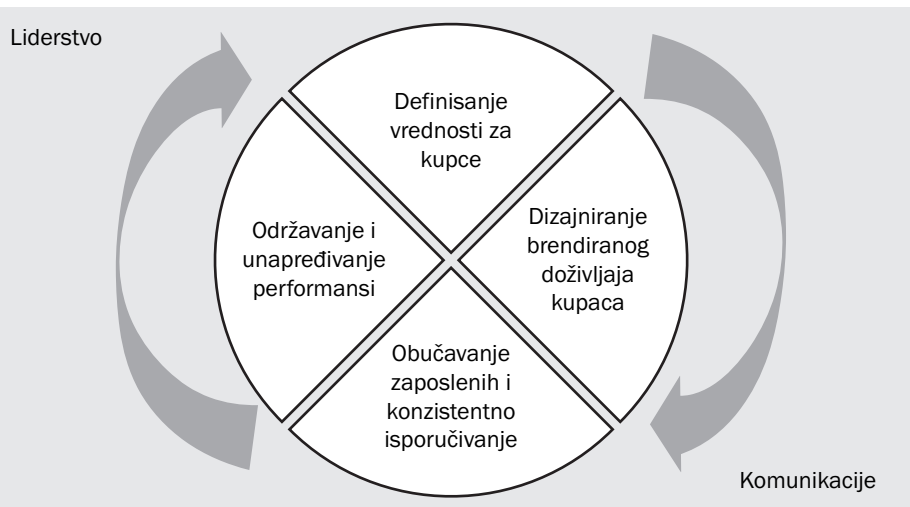 Liderstvo
Definisanje
vrednosti za
kupce
Dizajniranje
brendiranog
doživljaja
kupaca
Održavanje i
unapređivanje
performansi
Obučavanje
zaposlenih i
konzistentno
isporučivanje
Komunikacije